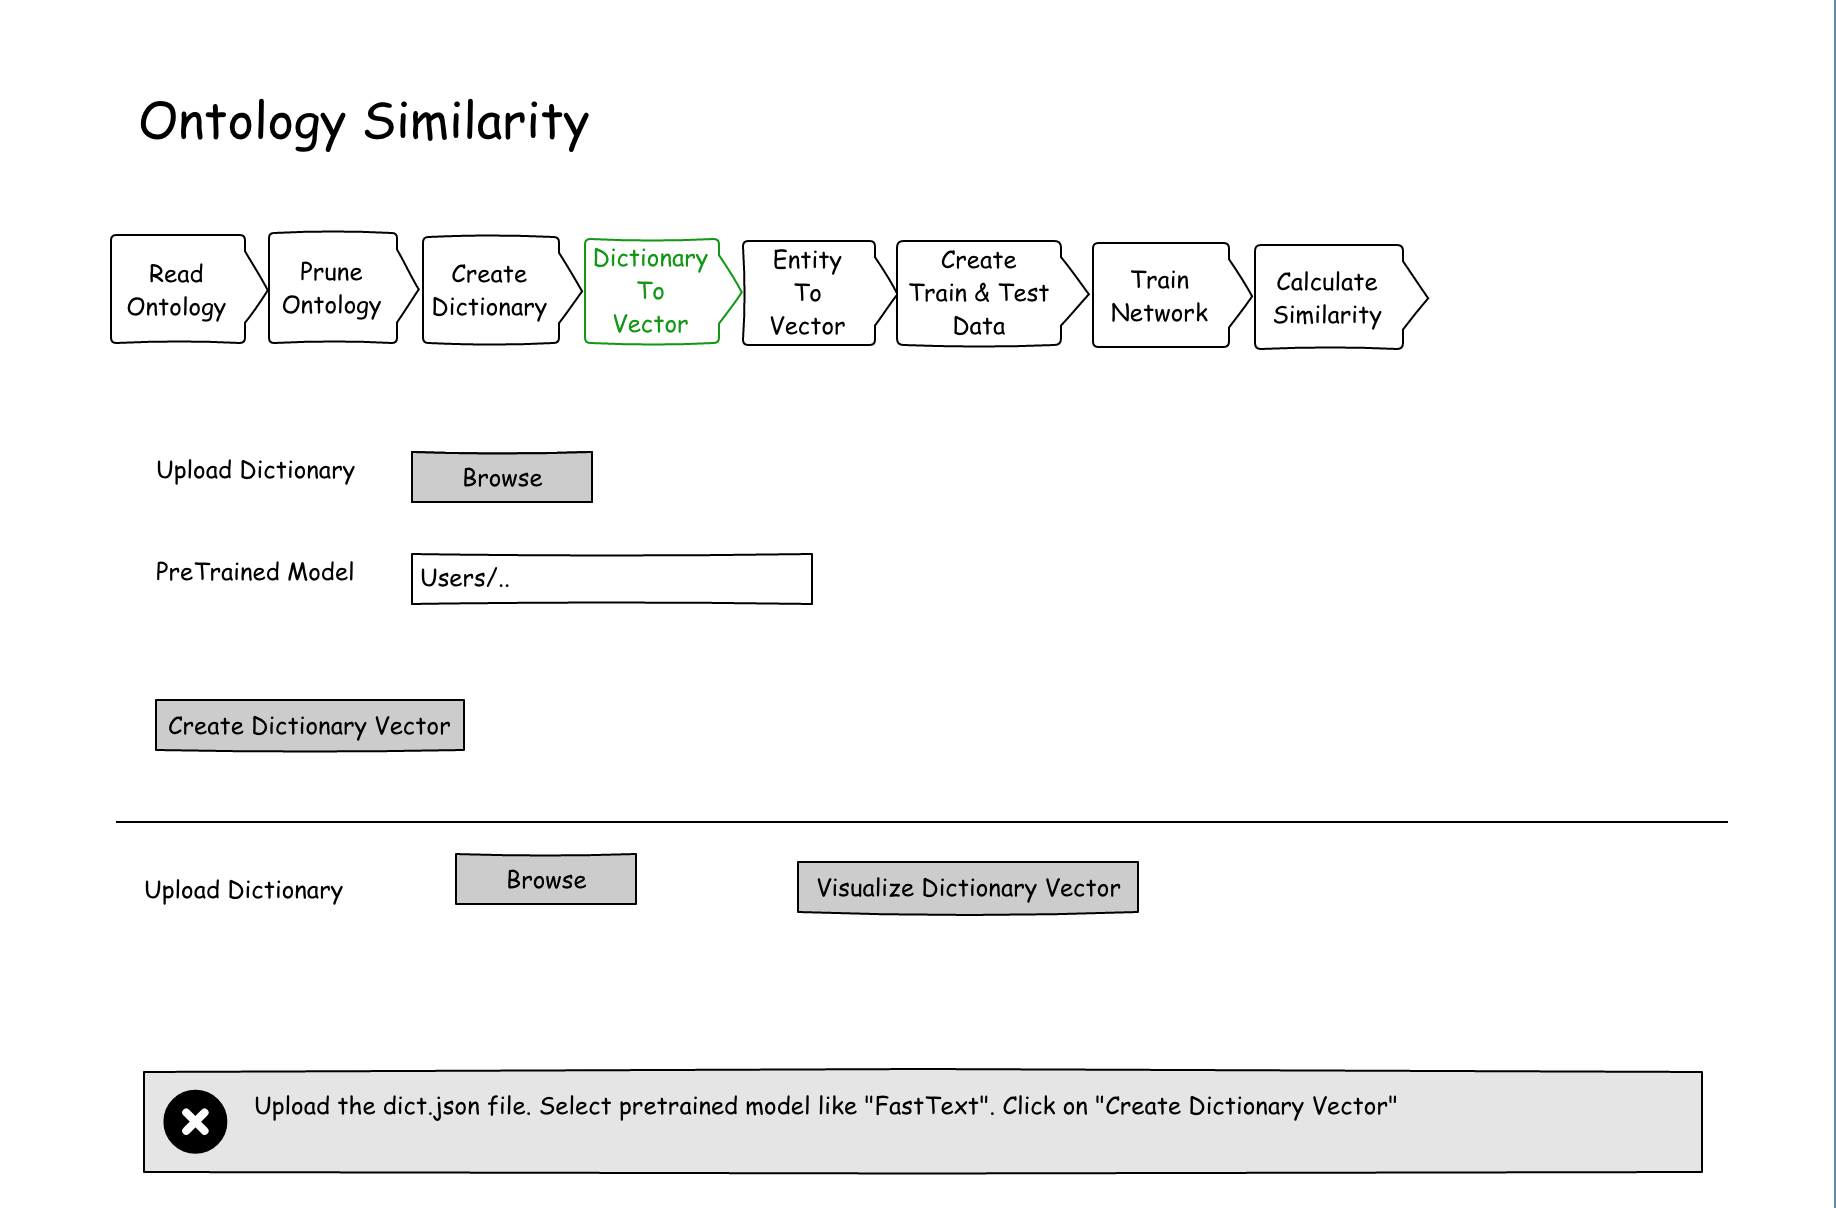 Ontology Similarity
Read
Ontology
Prune
Ontology
Create
Dictionary
Dictionary
To
Vector
Entity
To
Vector
Create
Train & Test
Data
Train
Network
Calculate
Similarity
Upload Dictionary
Browse
PreTrained Model
Users/..
Create Dictionary Vector
Upload Dictionary
Browse
Visualize Dictionary Vector
Upload the dict.json file. Select pretrained model like "FastText". Click on "Create Dictionary Vector"